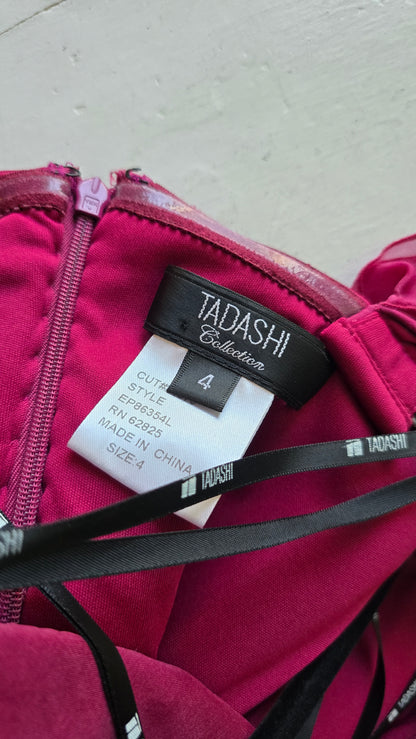 TADASHI
Collection
4
CUT#
STYLE
EP86354L
RN 62825
MADE IN CHINA
SIZE:4
TADASHI
TADASHI